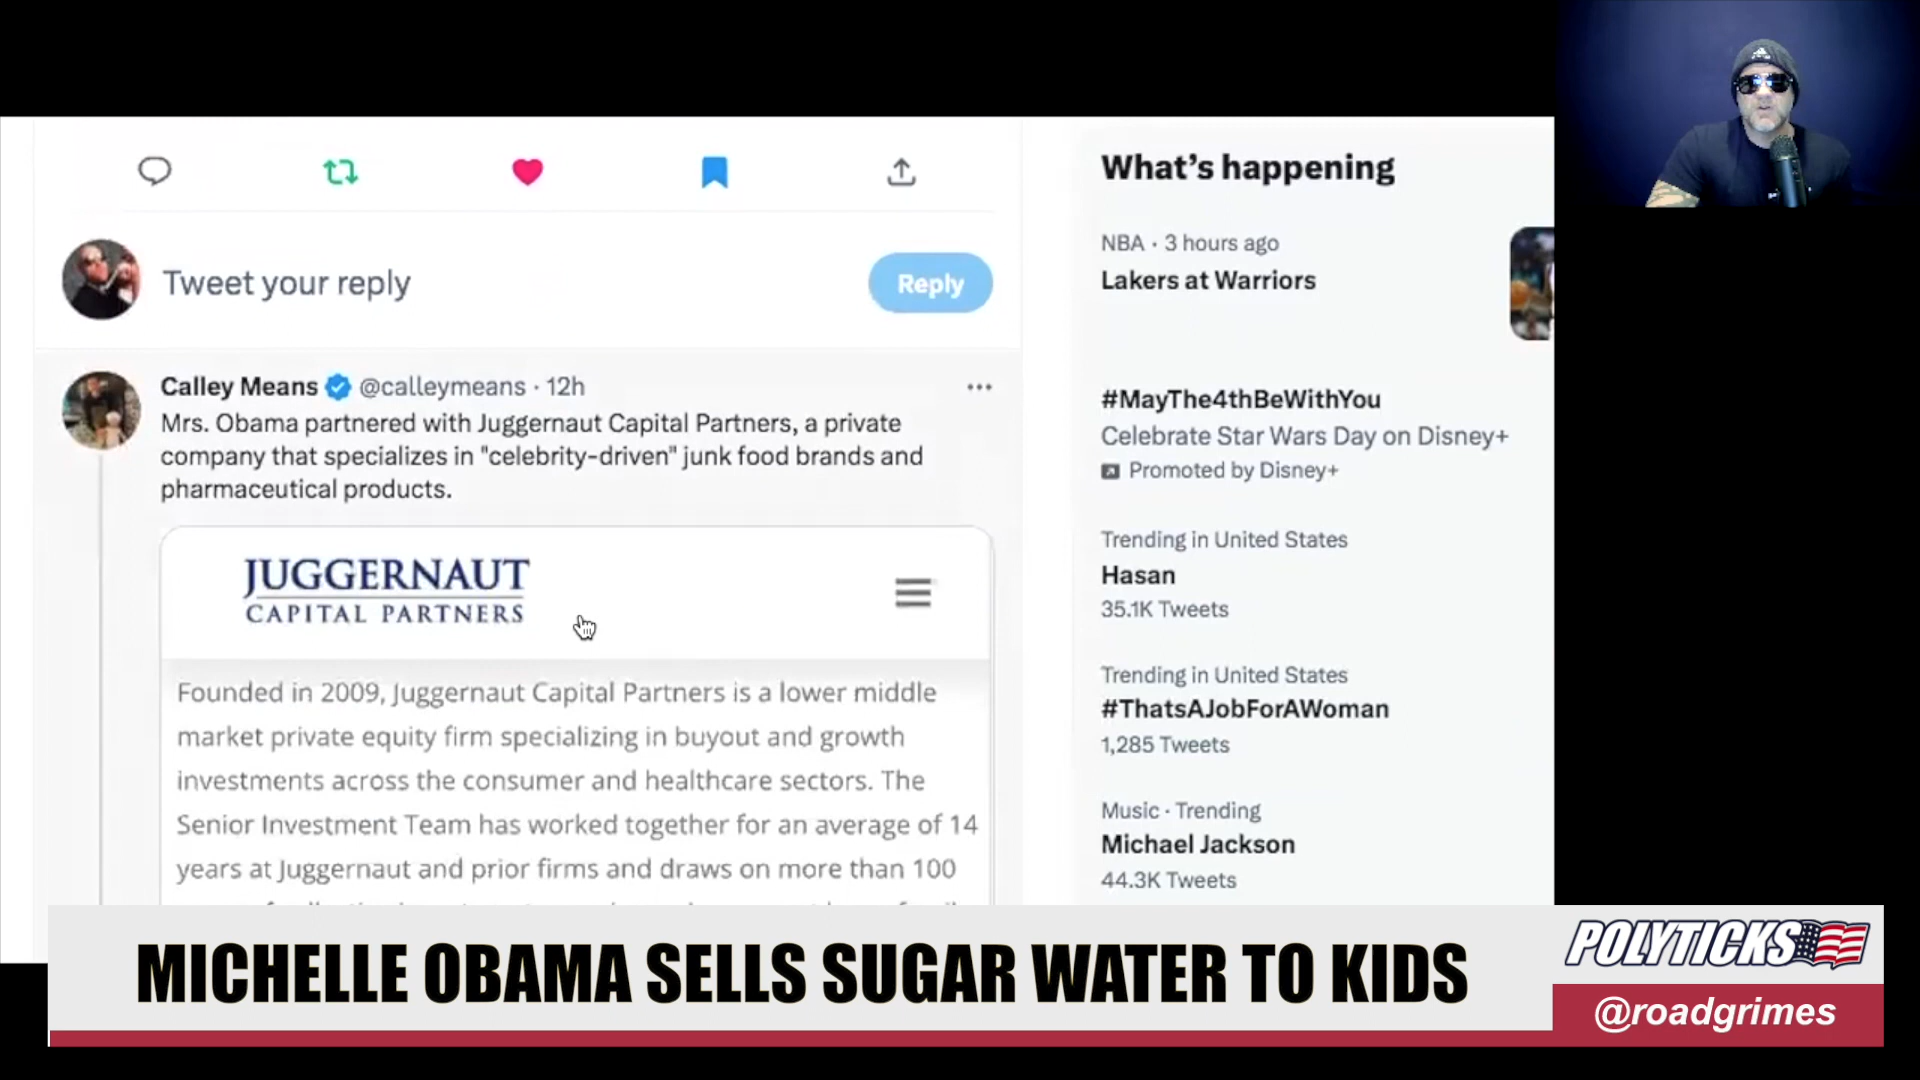 What's happening
NBA · 3 hours ago
Lakers at Warriors
Tweet your reply
Reply
Calley Means @calleymeans · 12h
Mrs. Obama partnered with Juggernaut Capital Partners, a private
company that specializes in "celebrity-driven" junk food brands and
pharmaceutical products.
JUGGERNAUT
CAPITAL PARTNERS
Founded in 2009, Juggernaut Capital Partners is a lower middle
market private equity firm specializing in buyout and growth
investments across the consumer and healthcare sectors. The
Senior Investment Team has worked together for an average of 14
years at Juggernaut and prior firms and draws on more than 100
#MayThe4thBeWithYou
Celebrate Star Wars Day on Disney+
Promoted by Disney+
Trending in United States
Hasan
35.1K Tweets
Trending in United States
#ThatsAJobForAWoman
1,285 Tweets
Music · Trending
Michael Jackson
44.3K Tweets
MICHELLE OBAMA SELLS SUGAR WATER TO KIDS
POLYTICKS
@roadgrimes